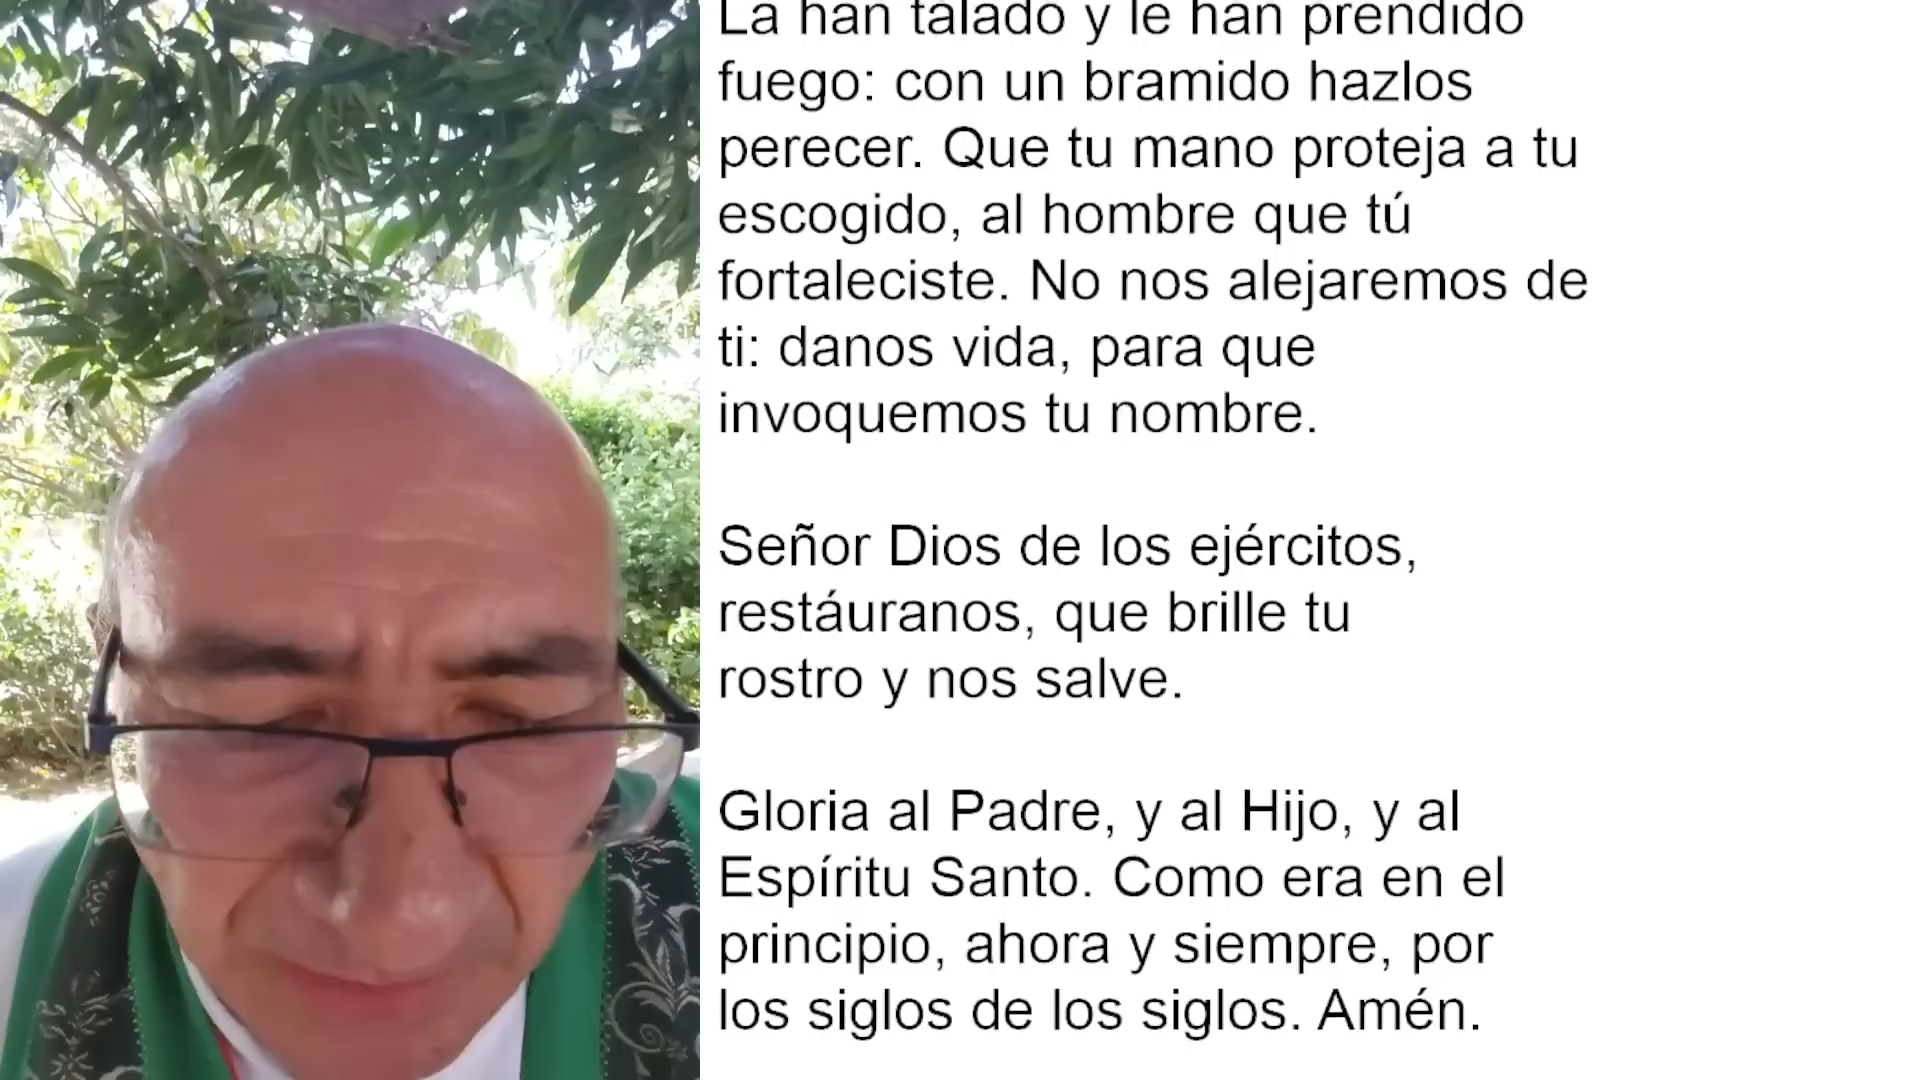 La han talado y le han prendido
fuego: con un bramido hazlos
perecer. Que tu mano proteja a tu
escogido, al hombre que tú
fortaleciste. No nos alejaremos de
ti: danos vida, para que
invoquemos tu nombre.
Señor Dios de los ejércitos,
restáuranos, que brille tu
rostro y nos salve.
Gloria al Padre, y al Hijo, y al
Espíritu Santo. Como era en el
principio, ahora y siempre, por
los siglos de los siglos. Amén.